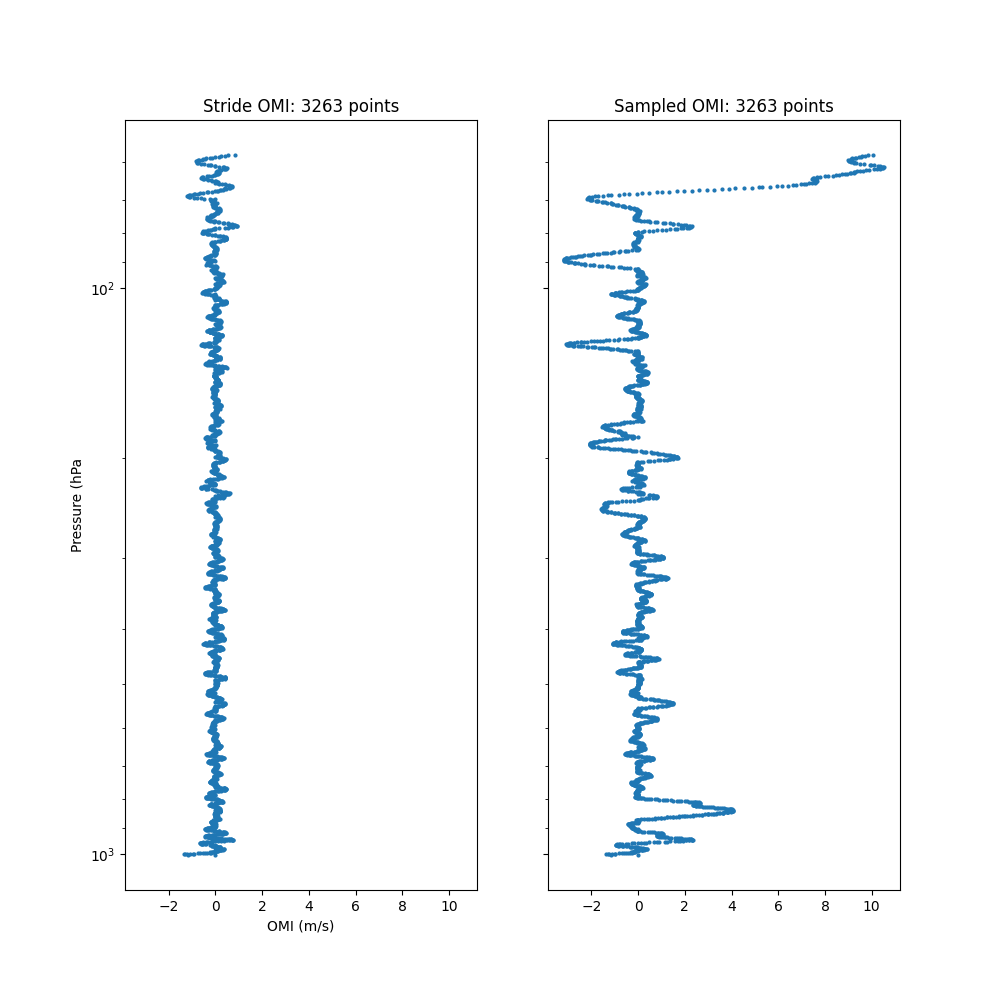 Stride OMI: 3263 points
Sampled OMI: 3263 points
10²
10³
Pressure (hPa
−2 0 2 4 6 8 10
−2 0 2 4 6 8 10
OMI (m/s)